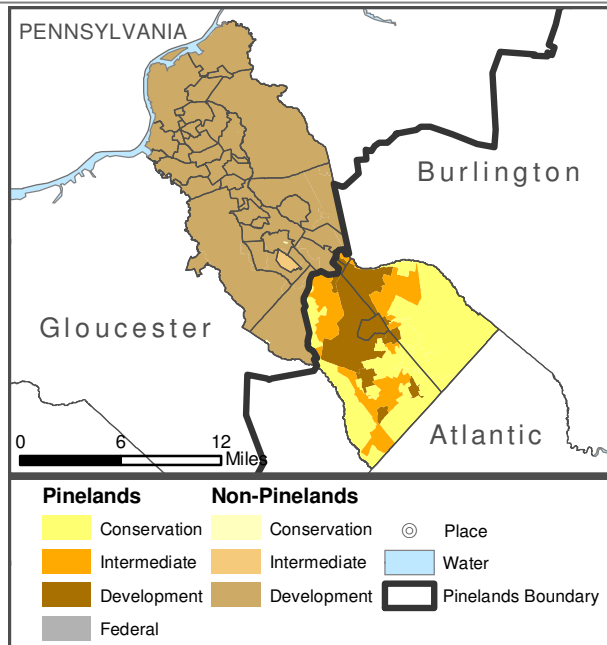 PENNSYLVANIA
Burlington
Gloucester
Atlantic
0 6 12
Miles
Pinelands Non-Pinelands
Conservation Conservation Place
Intermediate Intermediate Water
Development Development Pinelands Boundary
Federal